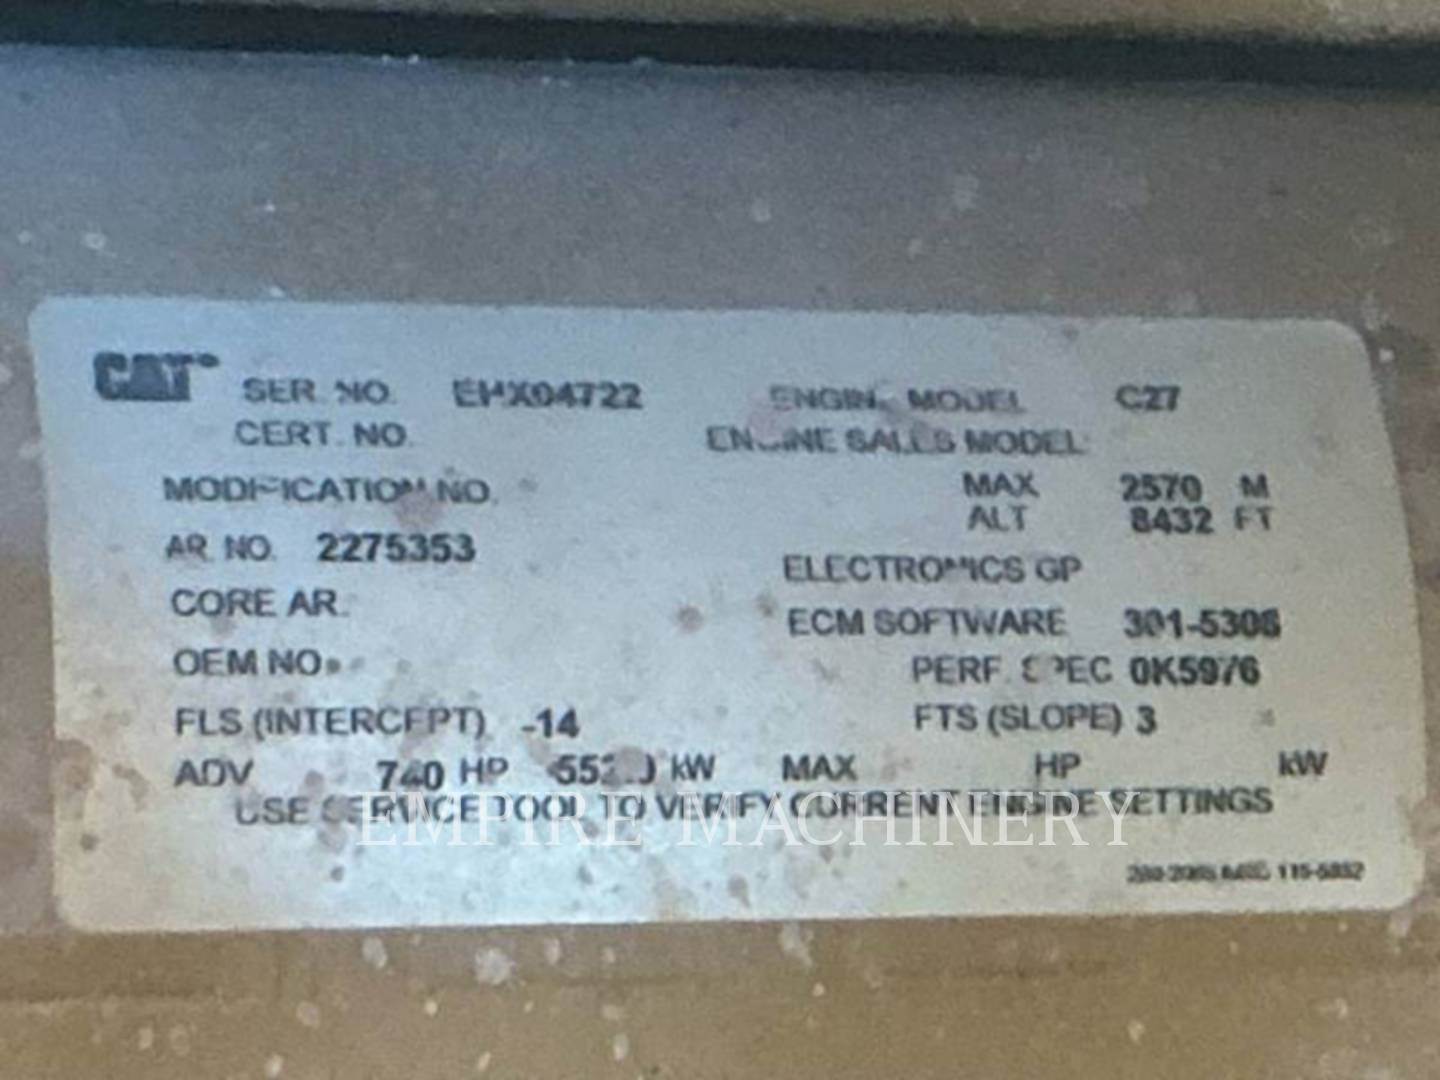 CAT SER. NO. EHX04722 ENGINE MODEL C27
CERT. NO. ENGINE SALES MODEL
MODIFICATION NO. MAX 2570 M
ALT 8432 FT
AR. NO. 2275353
ELECTRONICS GP
CORE AR.
ECM SOFTWARE 301-5308
OEM NO.
PERF. SPEC 0K5976
FLS (INTERCEPT) -14 FTS (SLOPE) 3
ADV 740 HP kW MAX HP kW
USE SERVICE TOOL TO VERIFY CURRENT ENGINE SETTINGS
EMPIRE MACHINERY